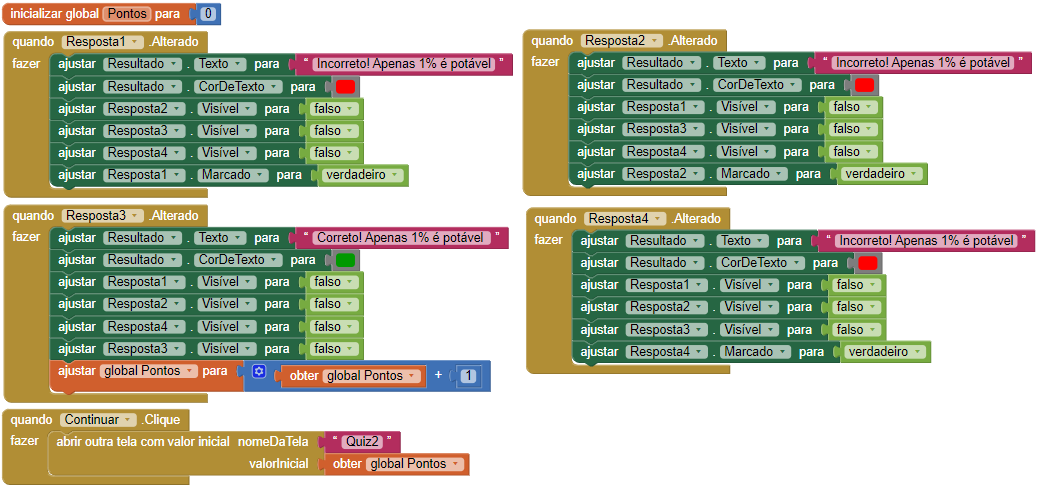 inicializar global Pontos para 0
quando Resposta1 .Alterado
fazer ajustar Resultado . Texto para “ Incorreto! Apenas 1% é potável ”
ajustar Resultado . CorDeTexto para
ajustar Resposta2 . Visível para falso
ajustar Resposta3 . Visível para falso
ajustar Resposta4 . Visível para falso
ajustar Resposta1 . Marcado para verdadeiro
quando Resposta2 .Alterado
fazer ajustar Resultado . Texto para “ Incorreto! Apenas 1% é potável ”
ajustar Resultado . CorDeTexto para
ajustar Resposta1 . Visível para falso
ajustar Resposta3 . Visível para falso
ajustar Resposta4 . Visível para falso
ajustar Resposta2 . Marcado para verdadeiro
quando Resposta3 .Alterado
fazer ajustar Resultado . Texto para “ Correto! Apenas 1% é potável ”
ajustar Resultado . CorDeTexto para
ajustar Resposta1 . Visível para falso
ajustar Resposta2 . Visível para falso
ajustar Resposta4 . Visível para falso
ajustar Resposta3 . Visível para falso
ajustar global Pontos para obter global Pontos + 1
quando Resposta4 .Alterado
fazer ajustar Resultado . Texto para “ Incorreto! Apenas 1% é potável ”
ajustar Resultado . CorDeTexto para
ajustar Resposta1 . Visível para falso
ajustar Resposta2 . Visível para falso
ajustar Resposta3 . Visível para falso
ajustar Resposta4 . Marcado para verdadeiro
quando Continuar .Clique
fazer abrir outra tela com valor inicial nomeDaTela “ Quiz2 ”
valorInicial obter global Pontos